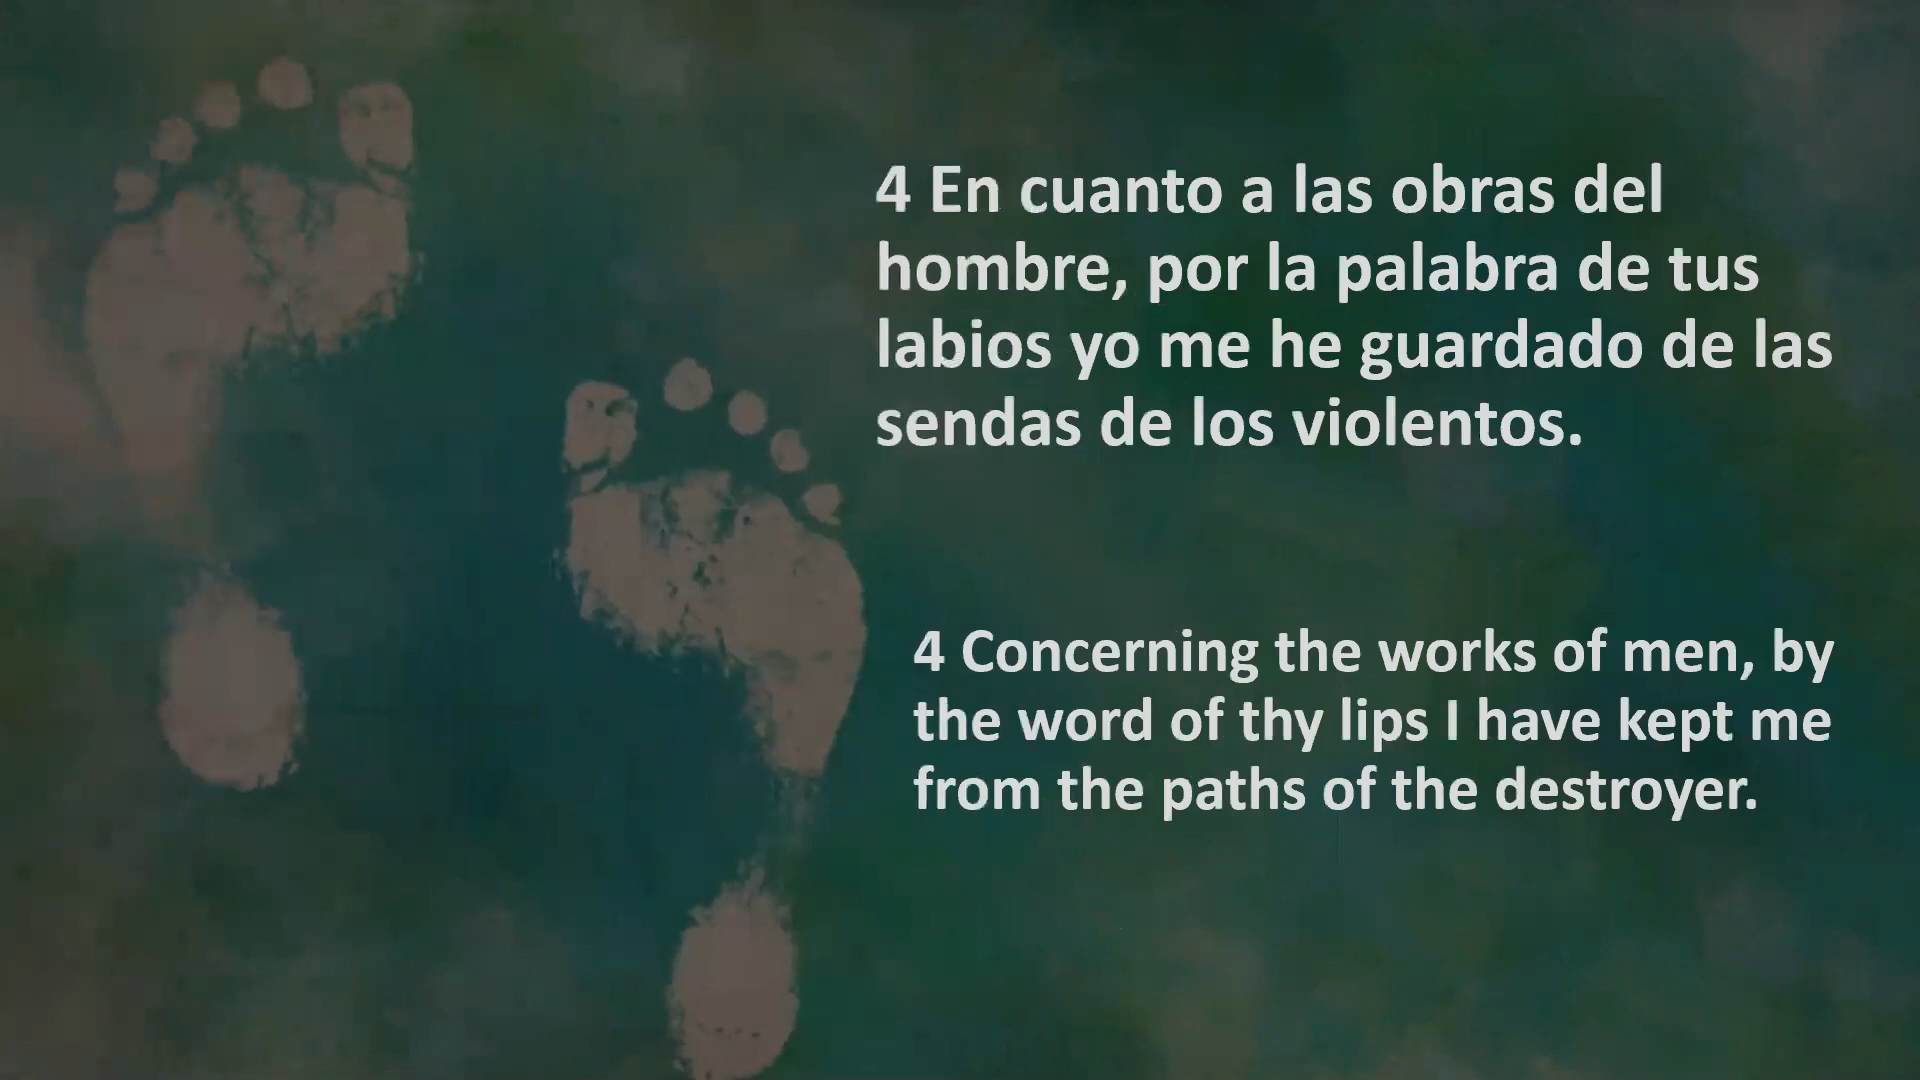 4 En cuanto a las obras del
hombre, por la palabra de tus
labios yo me he guardado de las
sendas de los violentos.
4 Concerning the works of men, by
the word of thy lips I have kept me
from the paths of the destroyer.